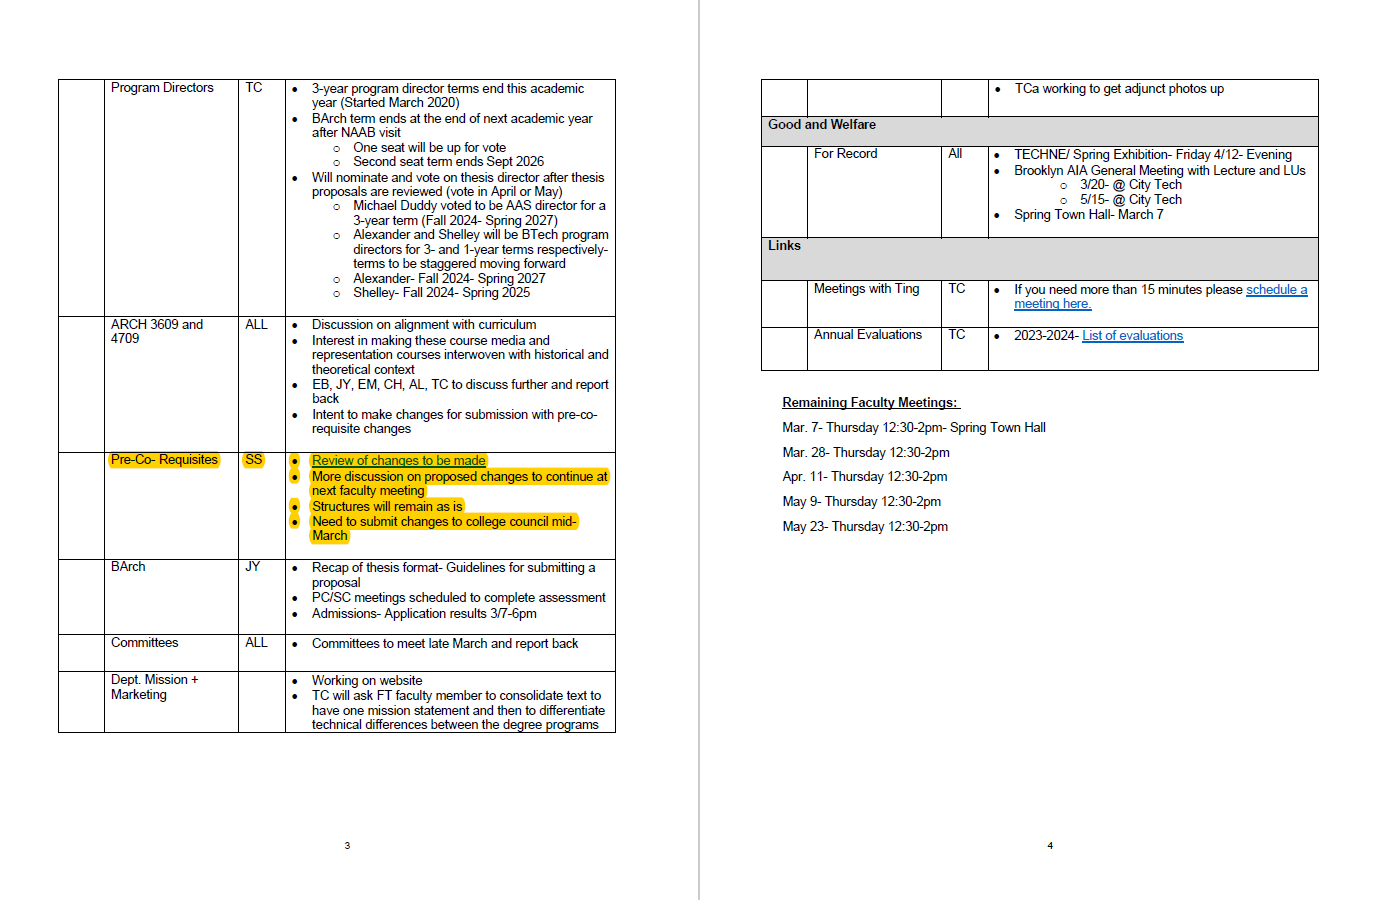 Program Directors
TC
● 3-year program director terms end this academic
year (Started March 2020)
● BArch term ends at the end of next academic year
after NAAB visit
○ One seat will be up for vote
○ Second seat term ends Sept 2026
● Will nominate and vote on thesis director after thesis
proposals are reviewed (vote in April or May)
○ Michael Duddy voted to be AAS director for a
3-year term (Fall 2024- Spring 2027)
○ Alexander and Shelley will be BTech program
directors for 3- and 1-year terms respectively-
terms to be staggered moving forward
○ Alexander- Fall 2024- Spring 2027
○ Shelley- Fall 2024- Spring 2025
ARCH 3609 and
4709
ALL
● Discussion on alignment with curriculum
● Interest in making these course media and
representation courses interwoven with historical and
theoretical context
● EB, JY, EM, CH, AL, TC to discuss further and report
back
● Intent to make changes for submission with pre-co-
requisite changes
Pre-Co- Requisites
SS
● Review of changes to be made
● More discussion on proposed changes to continue at
next faculty meeting
● Structures will remain as is
● Need to submit changes to college council mid-
March
BArch
JY
● Recap of thesis format- Guidelines for submitting a
proposal
● PC/SC meetings scheduled to complete assessment
● Admissions- Application results 3/7-6pm
Committees
ALL
● Committees to meet late March and report back
Dept. Mission +
Marketing
● Working on website
● TC will ask FT faculty member to consolidate text to
have one mission statement and then to differentiate
technical differences between the degree programs
3
● TCa working to get adjunct photos up
Good and Welfare
For Record
All
● TECHNE/ Spring Exhibition- Friday 4/12- Evening
● Brooklyn AIA General Meeting with Lecture and LUs
○ 3/20- @ City Tech
○ 5/15- @ City Tech
● Spring Town Hall- March 7
Links
Meetings with Ting
TC
● If you need more than 15 minutes please schedule a
meeting here.
Annual Evaluations
TC
● 2023-2024- List of evaluations
Remaining Faculty Meetings:
Mar. 7- Thursday 12:30-2pm- Spring Town Hall
Mar. 28- Thursday 12:30-2pm
Apr. 11- Thursday 12:30-2pm
May 9- Thursday 12:30-2pm
May 23- Thursday 12:30-2pm
4